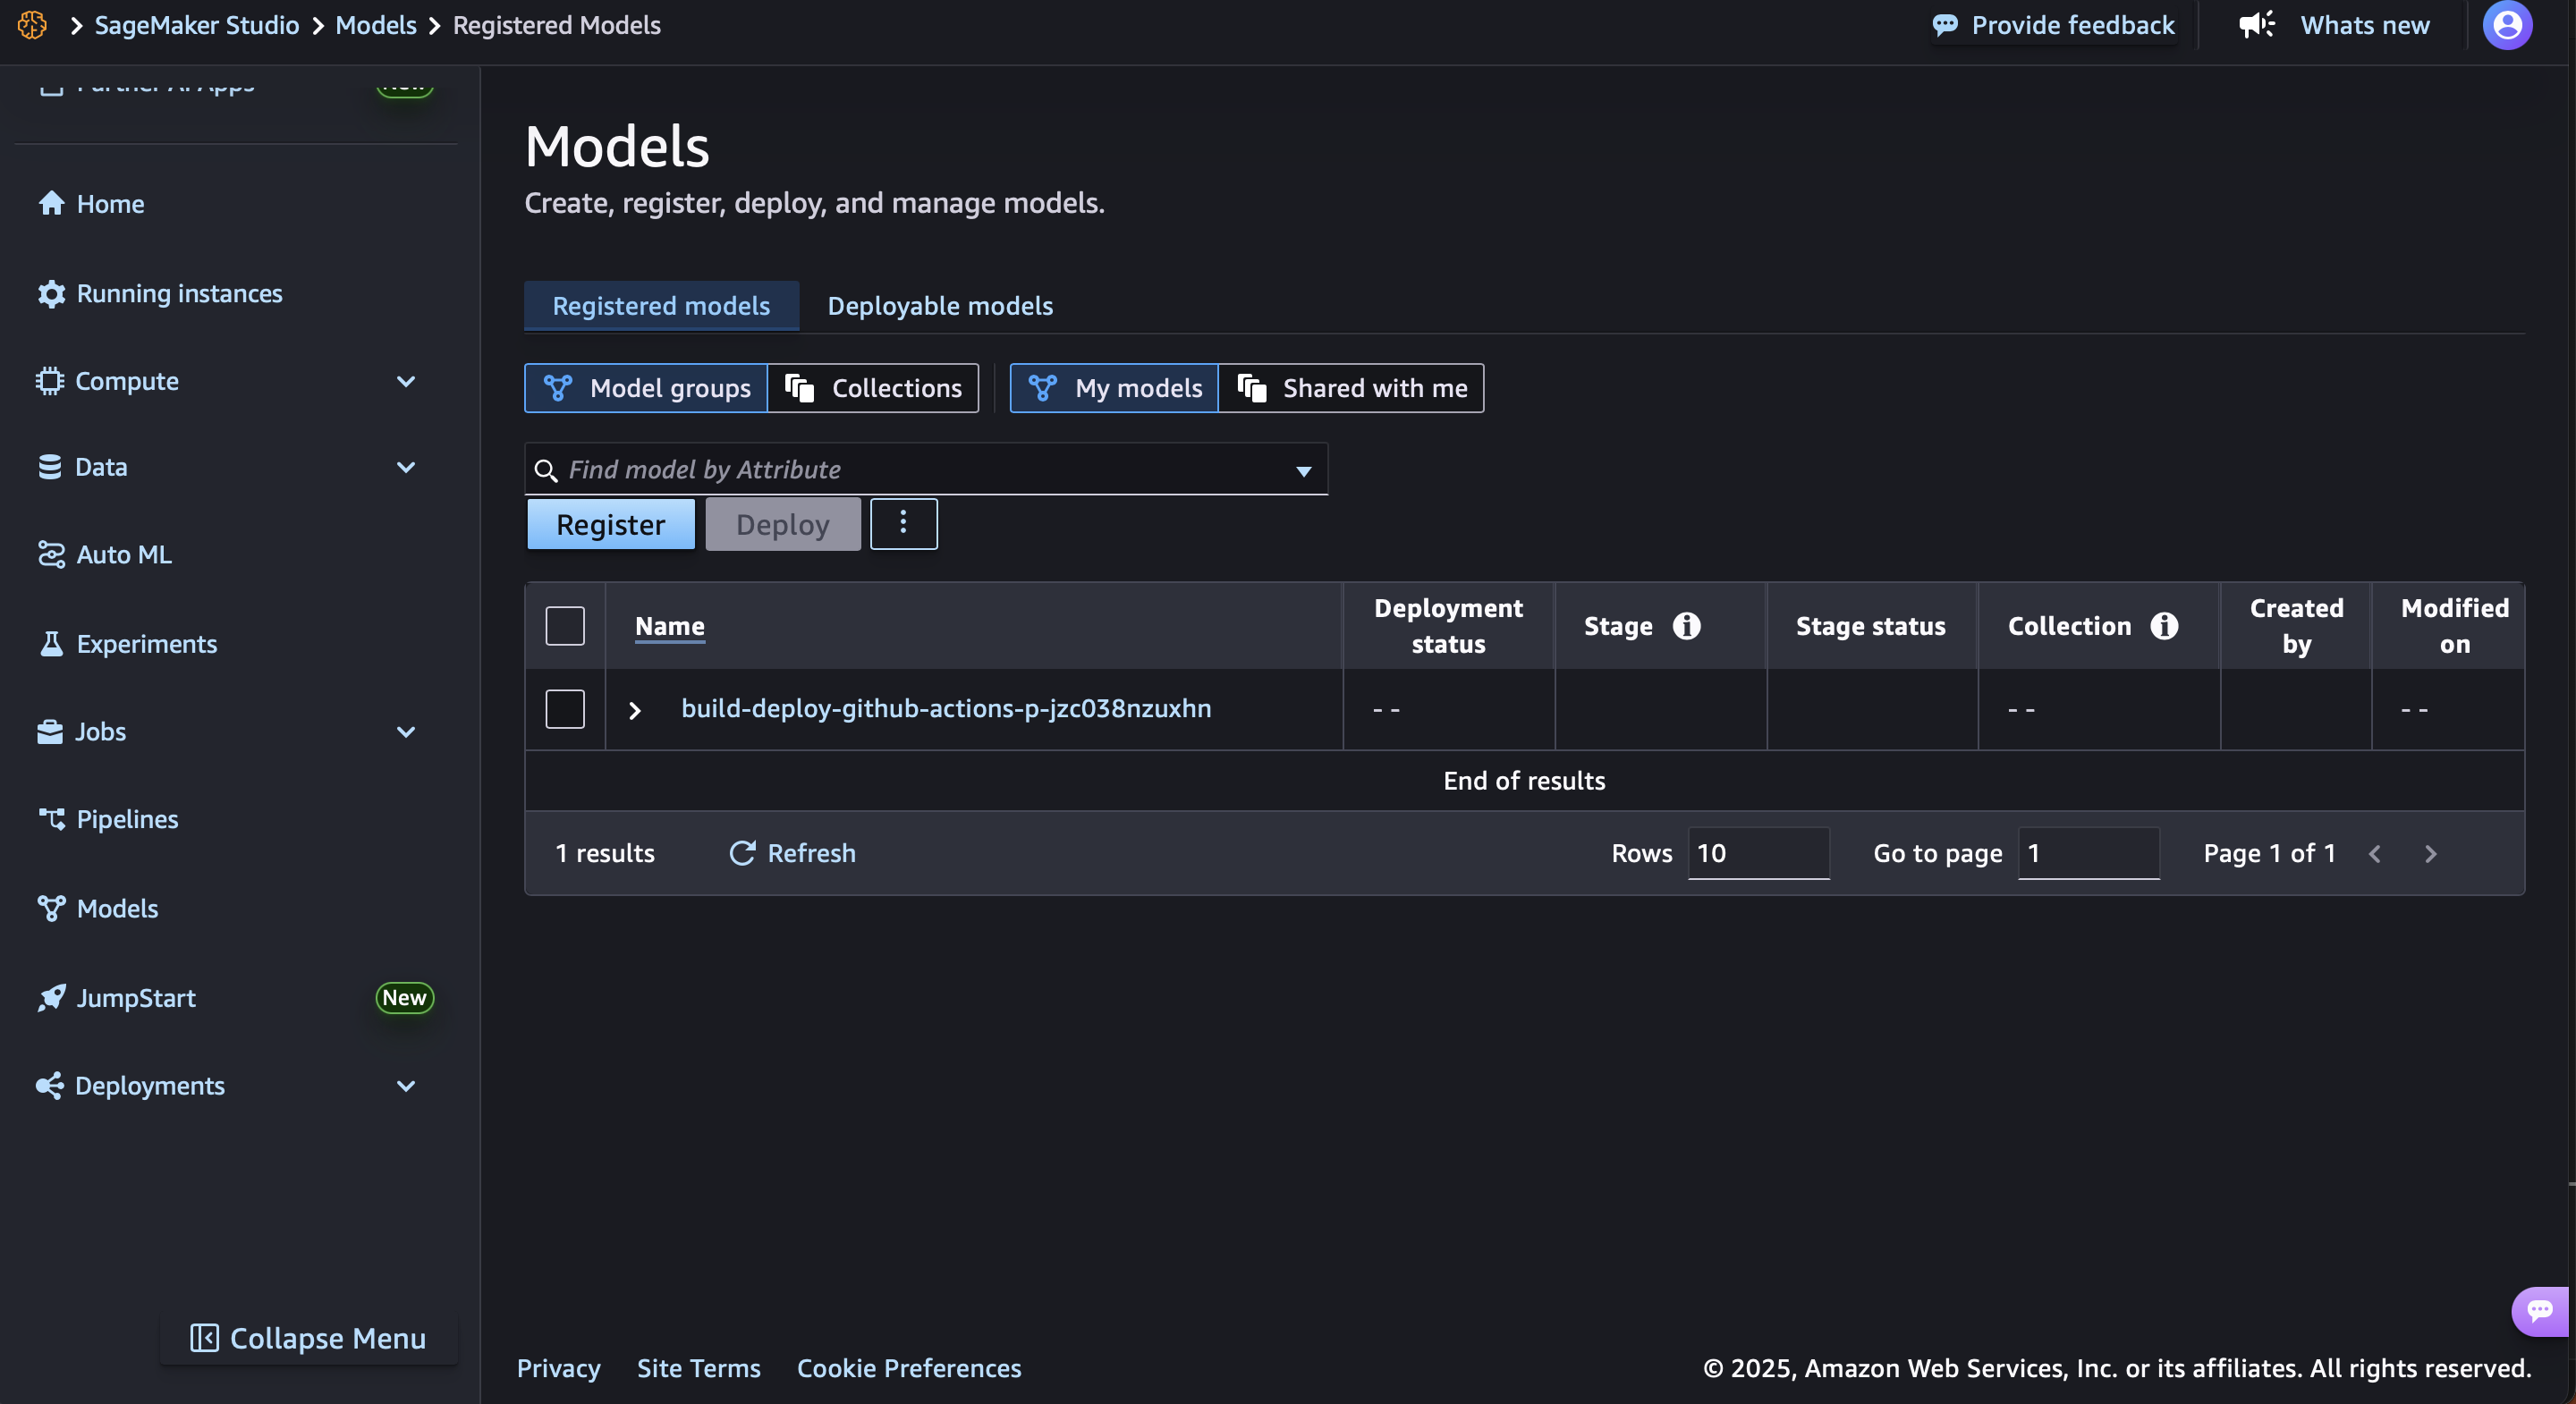 SageMaker Studio
Models
Registered Models
Provide feedback
Whats new
Partner AI Apps
New
Home
Running instances
Compute
Data
Auto ML
Experiments
Jobs
Pipelines
Models
JumpStart
New
Deployments
Collapse Menu
Models
Create, register, deploy, and manage models.
Registered models
Deployable models
Model groups
Collections
My models
Shared with me
Find model by Attribute
Register
Deploy
Name
Deployment
status
Stage
Stage status
Collection
Created
by
Modified
on
build-deploy-github-actions-p-jzc038nzuxhn
--
--
--
End of results
1 results
Refresh
Rows
10
Go to page
1
Page 1 of 1
Privacy
Site Terms
Cookie Preferences
© 2025, Amazon Web Services, Inc. or its affiliates. All rights reserved.